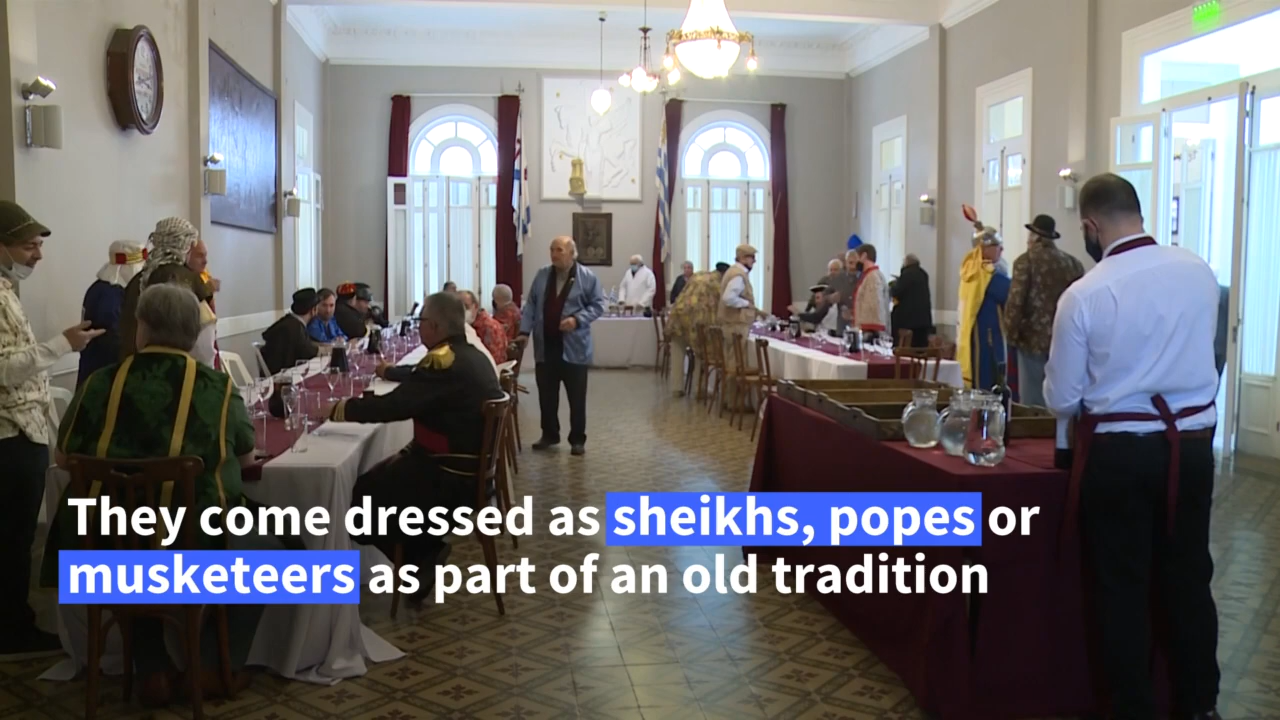 They come dressed as sheikhs, popes or
musketeers as part of an old tradition